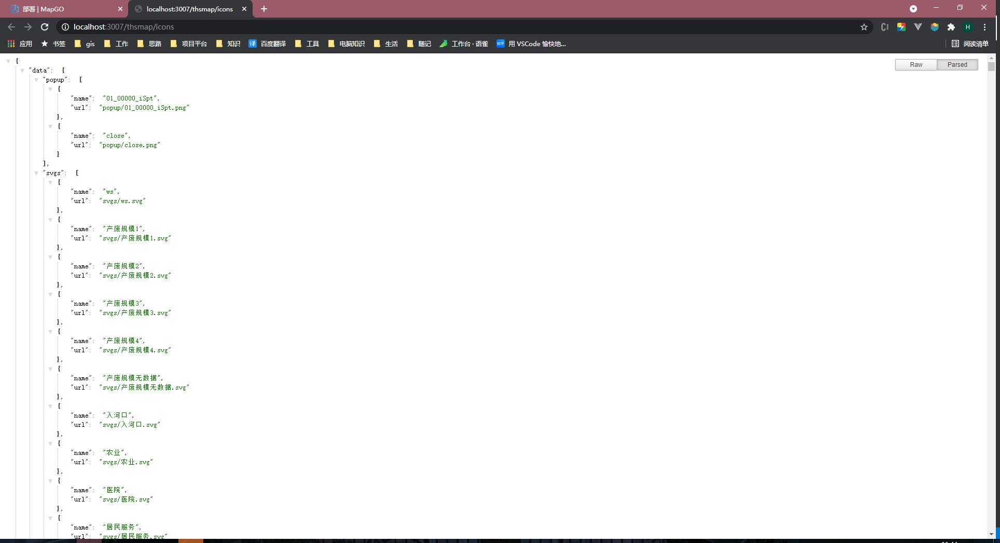 部署 | MapGO
localhost:3007/thsmap/icons
localhost:3007/thsmap/icons
H
应用
书签
gis
工作
思路
项目平台
知识
译 百度翻译
工具
电脑知识
生活
随记
工作台 · 语雀
知乎 用 VSCode 愉快地...
阅读清单
Raw
Parsed
{
"data": {
"popup": [
{
"name": "01_00000_iSpt",
"url": "popup/01_00000_iSpt.png"
},
{
"name": "close",
"url": "popup/close.png"
}
],
"svgs": [
{
"name": "ws",
"url": "svgs/ws.svg"
},
{
"name": "产废规模1",
"url": "svgs/产废规模1.svg"
},
{
"name": "产废规模2",
"url": "svgs/产废规模2.svg"
},
{
"name": "产废规模3",
"url": "svgs/产废规模3.svg"
},
{
"name": "产废规模4",
"url": "svgs/产废规模4.svg"
},
{
"name": "产废规模无数据",
"url": "svgs/产废规模无数据.svg"
},
{
"name": "入河口",
"url": "svgs/入河口.svg"
},
{
"name": "农业",
"url": "svgs/农业.svg"
},
{
"name": "医院",
"url": "svgs/医院.svg"
},
{
"name": "居民服务",
"url": "svgs/居民服务.svg"